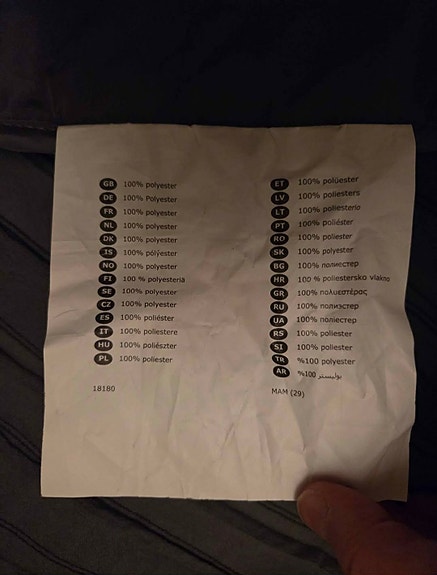 GB 100% polyester
DE 100% Polyester
FR 100% polyester
NL 100% polyester
DK 100% polyester
IS 100% pólýester
NO 100% polyester
FI 100 % polyesteriä
SE 100% polyester
CZ 100% polyester
ES 100% poliéster
IT 100% poliestere
HU 100% poliészter
PL 100% poliester
18180
ET 100% polüester
LV 100% poliesters
LT 100% poliesterio
PT 100% poliéster
RO 100% poliester
SK 100% polyester
BG 100% полиестер
HR 100 % poliestersko vlakno
GR 100% πολυεστέρας
RU 100% полиэстер
UA 100% поліестер
RS 100% poliester
SI 100% poliester
TR %100 polyester
AR %100 بوليستر
MAM (29)